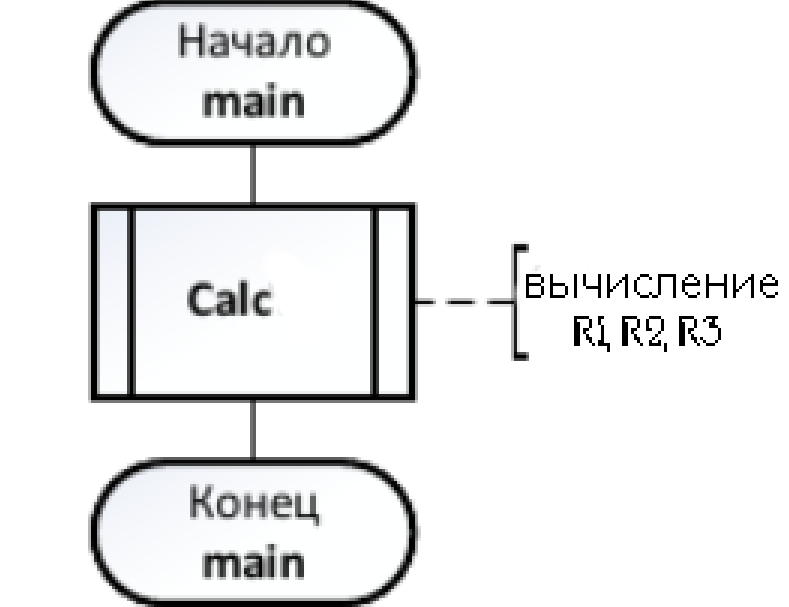 Начало
main
Calc
вычисление
R1, R2, R3
Конец
main